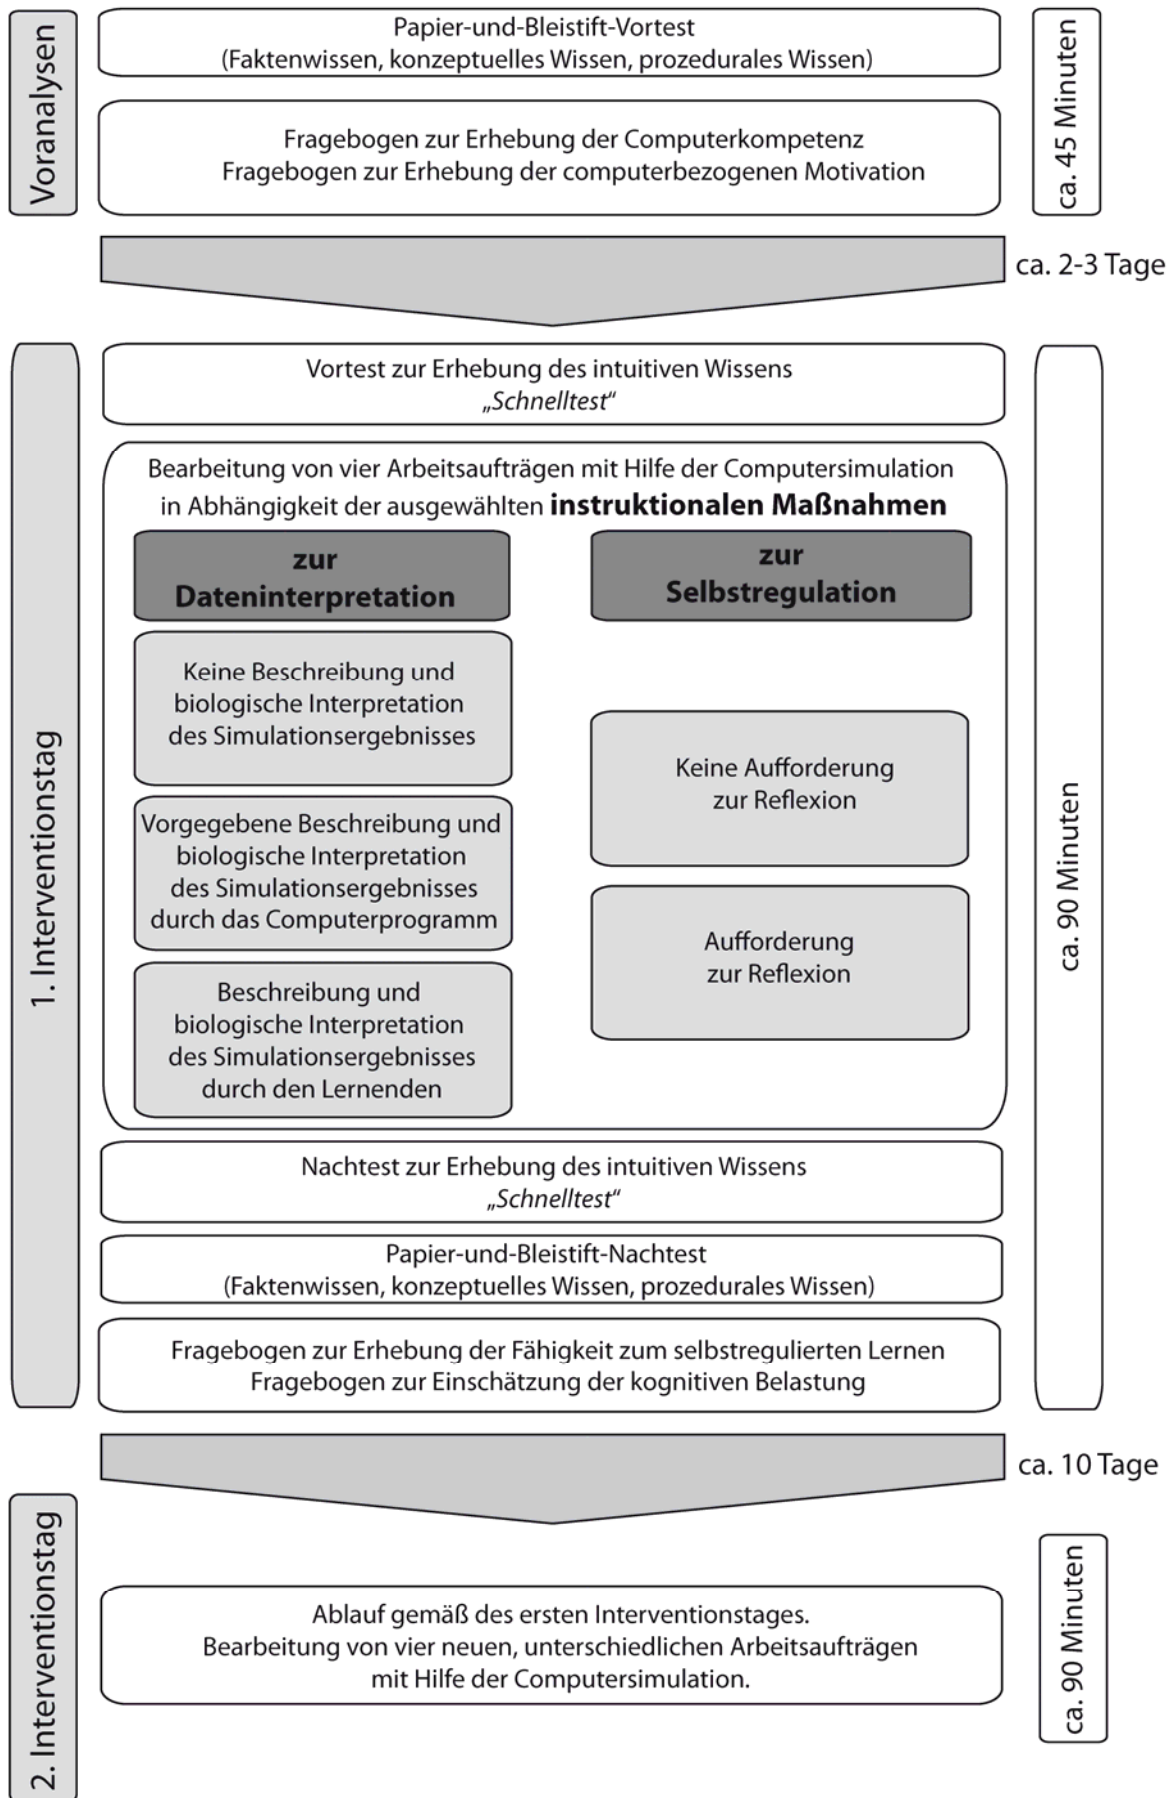 Voranalysen
Papier-und-Bleistift-Vortest
(Faktenwissen, konzeptuelles Wissen, prozedurales Wissen)
Fragebogen zur Erhebung der Computerkompetenz
Fragebogen zur Erhebung der computerbezogenen Motivation
ca. 45 Minuten
ca. 2-3 Tage
1. Interventionstag
Vortest zur Erhebung des intuitiven Wissens
„Schnelltest“
Bearbeitung von vier Arbeitsaufträgen mit Hilfe der Computersimulation
in Abhängigkeit der ausgewählten instruktionalen Maßnahmen
zur
Dateninterpretation
Keine Beschreibung und
biologische Interpretation
des Simulationsergebnisses
Vorgegebene Beschreibung und
biologische Interpretation
des Simulationsergebnisses
durch das Computerprogramm
Beschreibung und
biologische Interpretation
des Simulationsergebnisses
durch den Lernenden
zur
Selbstregulation
Keine Aufforderung
zur Reflexion
Aufforderung
zur Reflexion
Nachtest zur Erhebung des intuitiven Wissens
„Schnelltest“
Papier-und-Bleistift-Nachtest
(Faktenwissen, konzeptuelles Wissen, prozedurales Wissen)
Fragebogen zur Erhebung der Fähigkeit zum selbstregulierten Lernen
Fragebogen zur Einschätzung der kognitiven Belastung
ca. 90 Minuten
ca. 10 Tage
2. Interventionstag
Ablauf gemäß des ersten Interventionstages.
Bearbeitung von vier neuen, unterschiedlichen Arbeitsaufträgen
mit Hilfe der Computersimulation.
ca. 90 Minuten